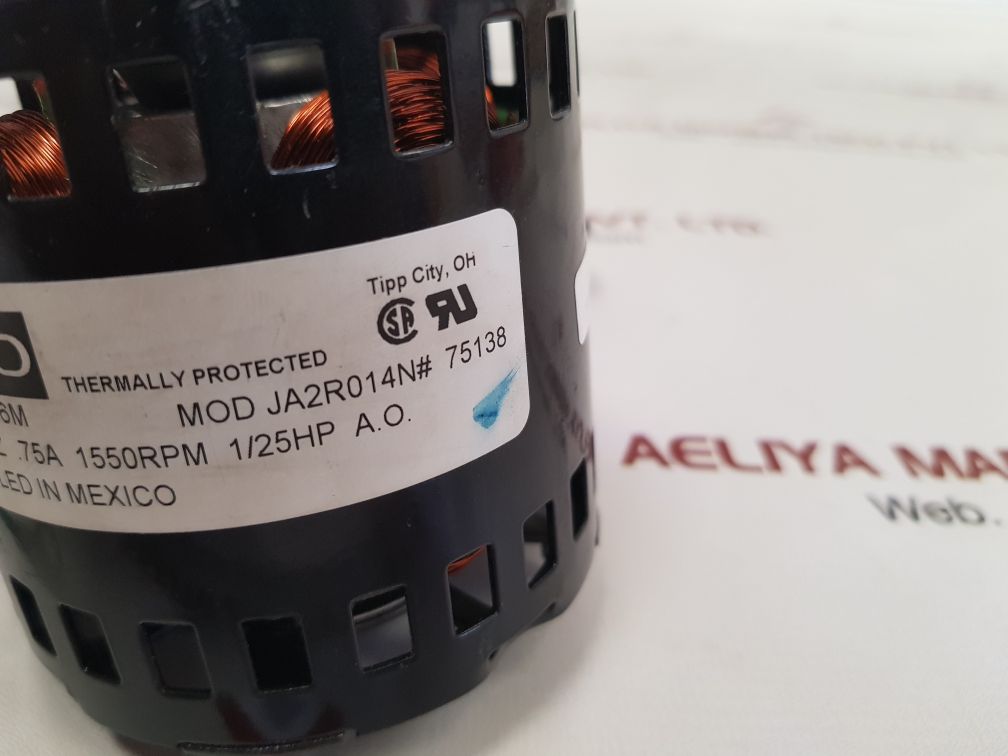 Tipp City, OH
THERMALLY PROTECTED
MOD JA2R014N# 75138
.75A 1550RPM 1/25HP A.O.
LED IN MEXICO
AELIYA MA
Web.